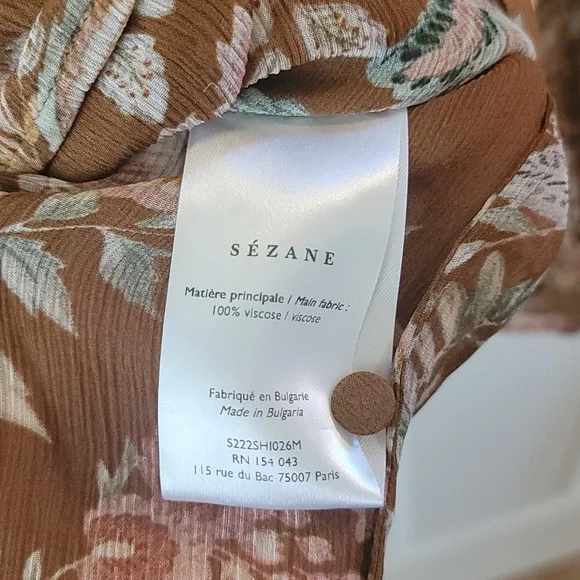 SÉZANE
Matière principale / Main fabric :
100% viscose / viscose
Fabriqué en Bulgarie
Made in Bulgaria
S222SH1026M
RN 154 043
115 rue du Bac 75007 Paris